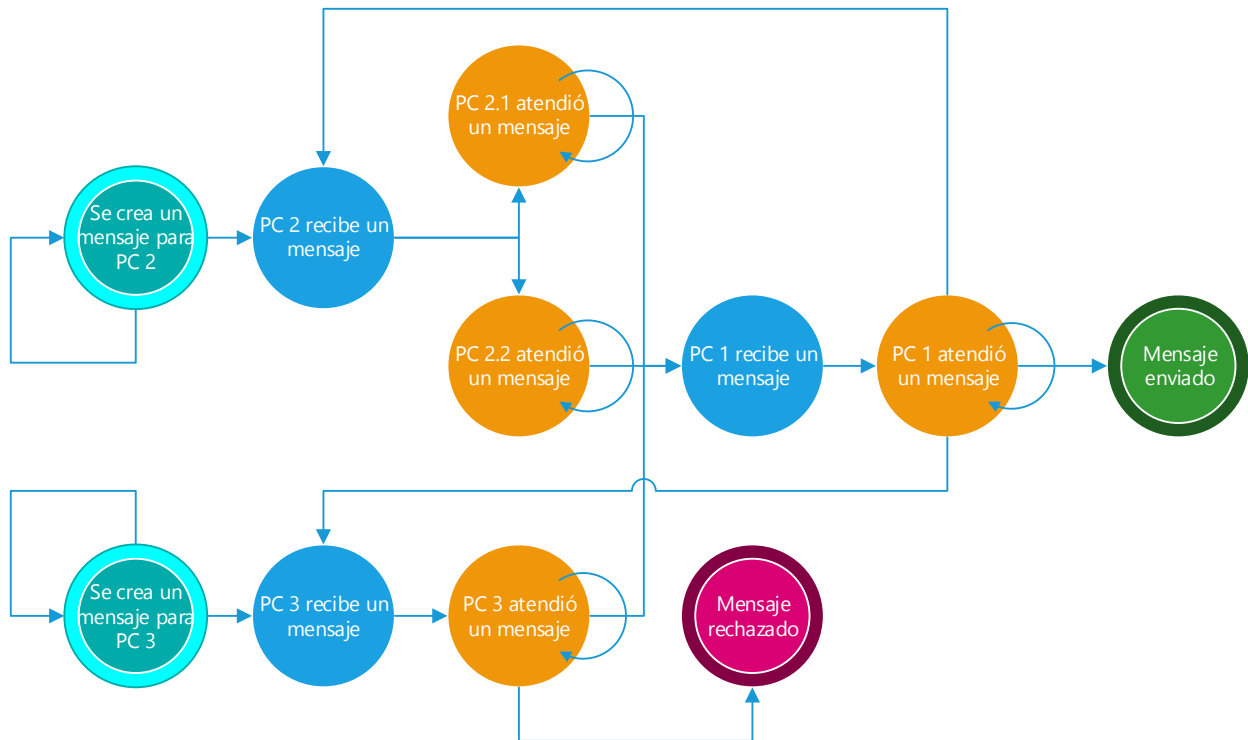 PC 2.1 atendió
un mensaje
Se crea un
mensaje para
PC 2
PC 2 recibe un
mensaje
PC 2.2 atendió
un mensaje
PC 1 recibe un
mensaje
PC 1 atendió
un mensaje
Mensaje
enviado
Se crea un
mensaje para
PC 3
PC 3 recibe un
mensaje
PC 3 atendió
un mensaje
Mensaje
rechazado